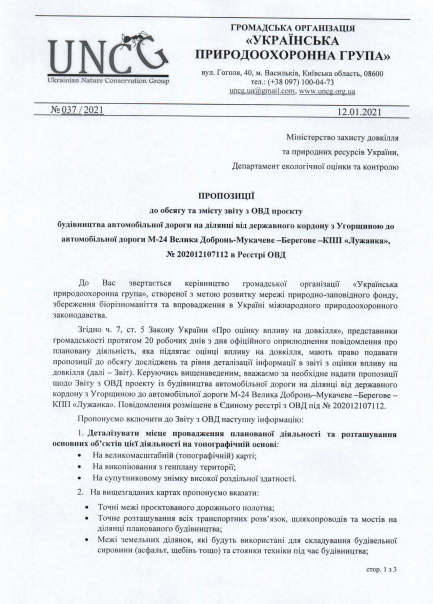 ГРОМАДСЬКА ОРГАНІЗАЦІЯ
«УКРАЇНСЬКА
ПРИРОДООХОРОННА ГРУПА»
UNCG
Ukrainian Nature Conservation Group
вул. Гоголя, 40, м. Васильків, Київська область, 08600
тел.: (+38 097) 100-04-73
uncg.ua@gmail.com, www.uncg.org.ua
№ 037 / 2021
12.01.2021
Міністерство захисту довкілля
та природних ресурсів України,
Департамент екологічної оцінки та контролю
ПРОПОЗИЦІЇ
до обсягу та змісту звіту з ОВД проєкту
будівництва автомобільної дороги на ділянці від державного кордону з Угорщиною до
автомобільної дороги М-24 Велика Добронь-Мукачеве –Берегове –КПП «Лужанка»,
№ 202012107112 в Реєстрі ОВД
До Вас звертається керівництво громадської організації «Українська
природоохоронна група», створеної з метою розвитку мережі природно-заповідного фонду,
збереження біорізноманіття та впровадження в Україні міжнародного природоохоронного
законодавства.
Згідно ч. 7, ст. 5 Закону України «Про оцінку впливу на довкілля», представники
громадськості протягом 20 робочих днів з дня офіційного оприлюднення повідомлення про
плановану діяльність, яка підлягає оцінці впливу на довкілля, мають право подавати
пропозиції до обсягу досліджень та рівня деталізації інформації в звіті з оцінки впливу на
довкілля (далі – Звіт). Керуючись вищенаведеним, вважаємо за необхідне надати пропозиції
щодо Звіту з ОВД проєкту із будівництва автомобільної дороги на ділянці від державного
кордону з Угорщиною до автомобільної дороги М-24 Велика Добронь–Мукачеве –Берегове –
КПП «Лужанка». Повідомлення розміщене в Єдиному реєстрі з ОВД під № 202012107112.
Пропонуємо включити до Звіту з ОВД наступну інформацію:
1. Деталізувати місце провадження планованої діяльності та розташування
основних об’єктів цієї діяльності на топографічній основі:
• На великомасштабній (топографічній) карті;
• На викопіювання з генплану території;
• На супутниковому знімку високої роздільної здатності.
2. На вищезгаданих картах пропонуємо вказати:
• Точні межі проєктованого дорожнього полотна;
• Точне розташування всіх транспортних розв’язок, шляхопроводів та мостів на
ділянці планованого будівництва;
• Межі земельних ділянок, які будуть використані для складування будівельної
сировини (асфальт, щебінь тощо) та стоянки техніки під час будівництва;
стор. 1 з 3